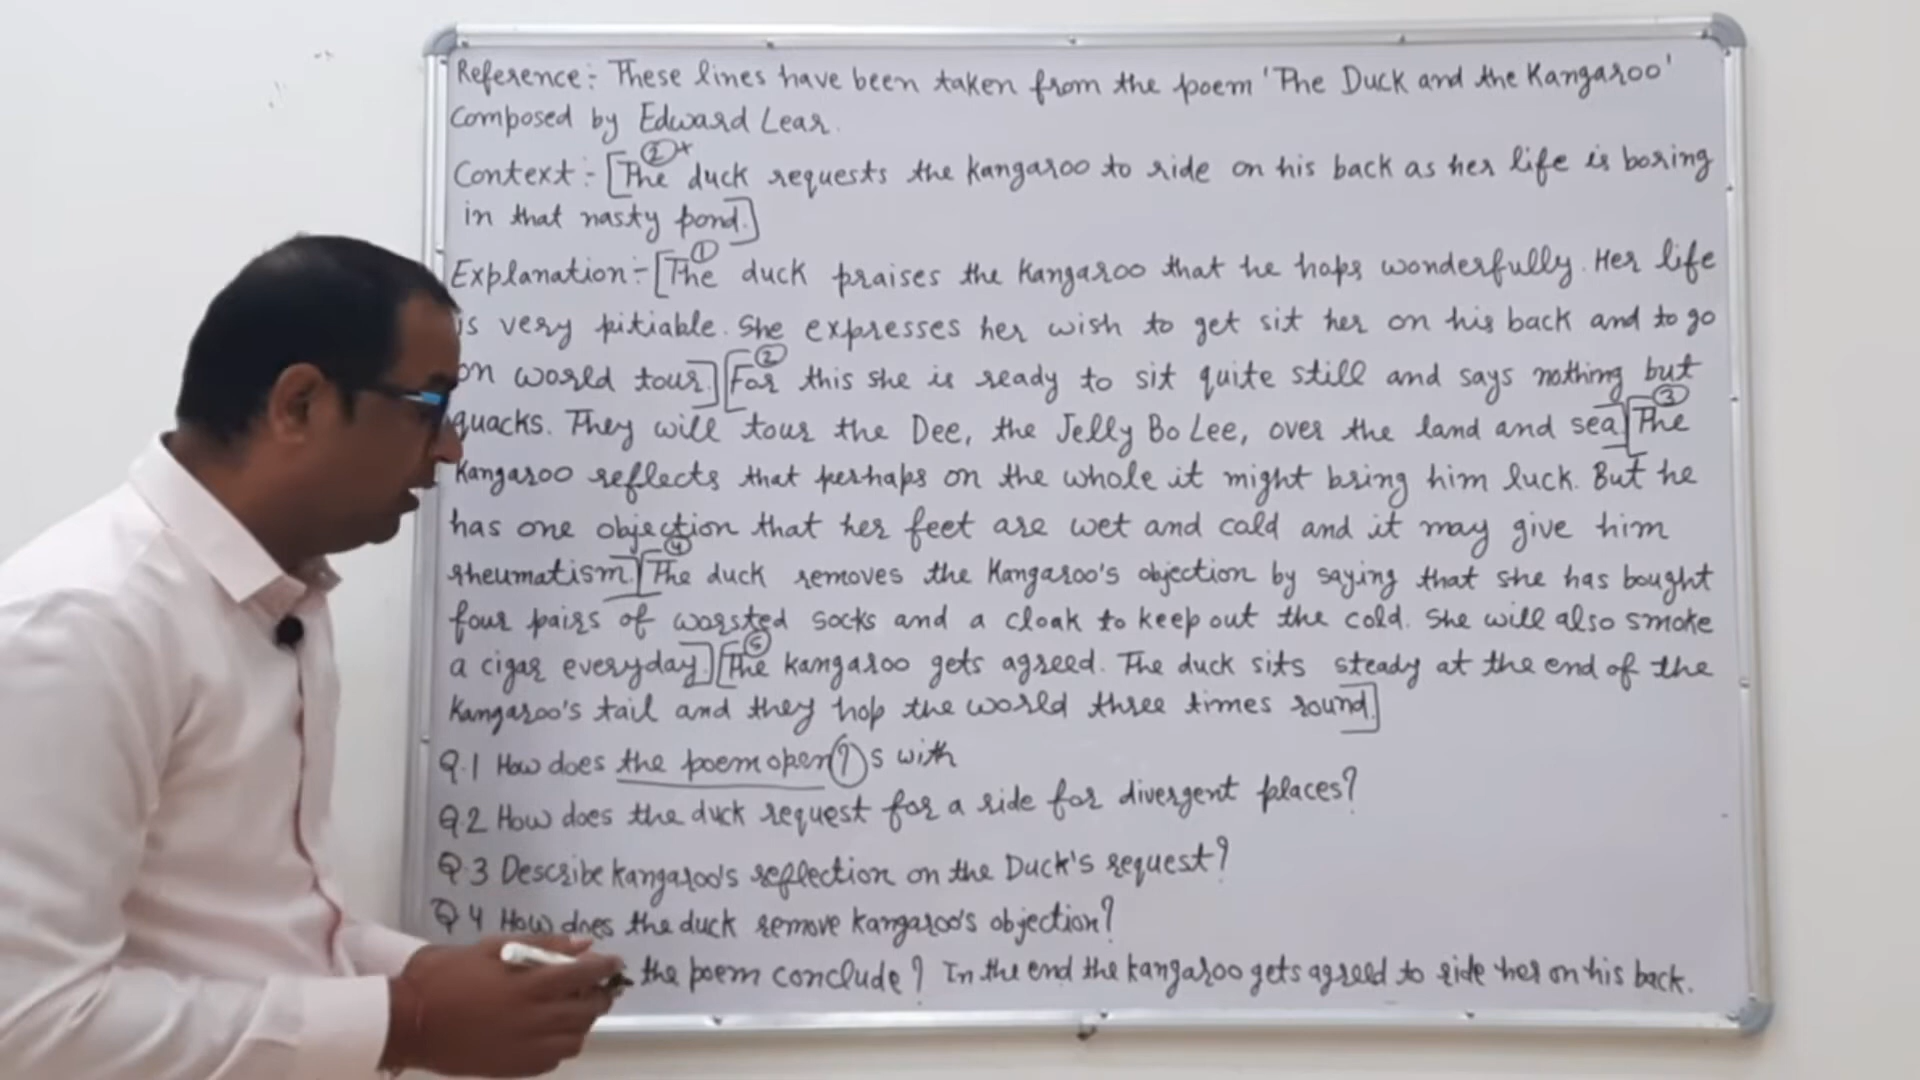 Reference:- These lines have been taken from the poem 'The Duck and the Kangaroo'
composed by Edward Lear.
Context:- [The duck requests the kangaroo to ride on his back as her life is boring
in that nasty pond.]
Explanation:- [The duck praises the Kangaroo that he hops wonderfully. Her life
is very pitiable. She expresses her wish to get sit her on his back and to go
on world tour.] [For this she is ready to sit quite still and says nothing but
quacks. They will tour the Dee, the Jelly Bo Lee, over the land and sea] [The
Kangaroo reflects that perhaps on the whole it might bring him luck. But he
has one objection that her feet are wet and cold and it may give him
rheumatism.] [The duck removes the Kangaroo's objection by saying that she has bought
four pairs of worsted socks and a cloak to keep out the cold. She will also smoke
a cigar everyday.] [The kangaroo gets agreed. The duck sits steady at the end of the
Kangaroo's tail and they hop the world three times round.]
Q.1 How does the poem open ? s with
Q.2 How does the duck request for a ride for divergent places?
Q.3 Describe kangaroo's reflection on the Duck's request?
Q 4 How does the duck remove kangaroo's objection?
the poem conclude? In the end the kangaroo gets agreed to ride her on his back.